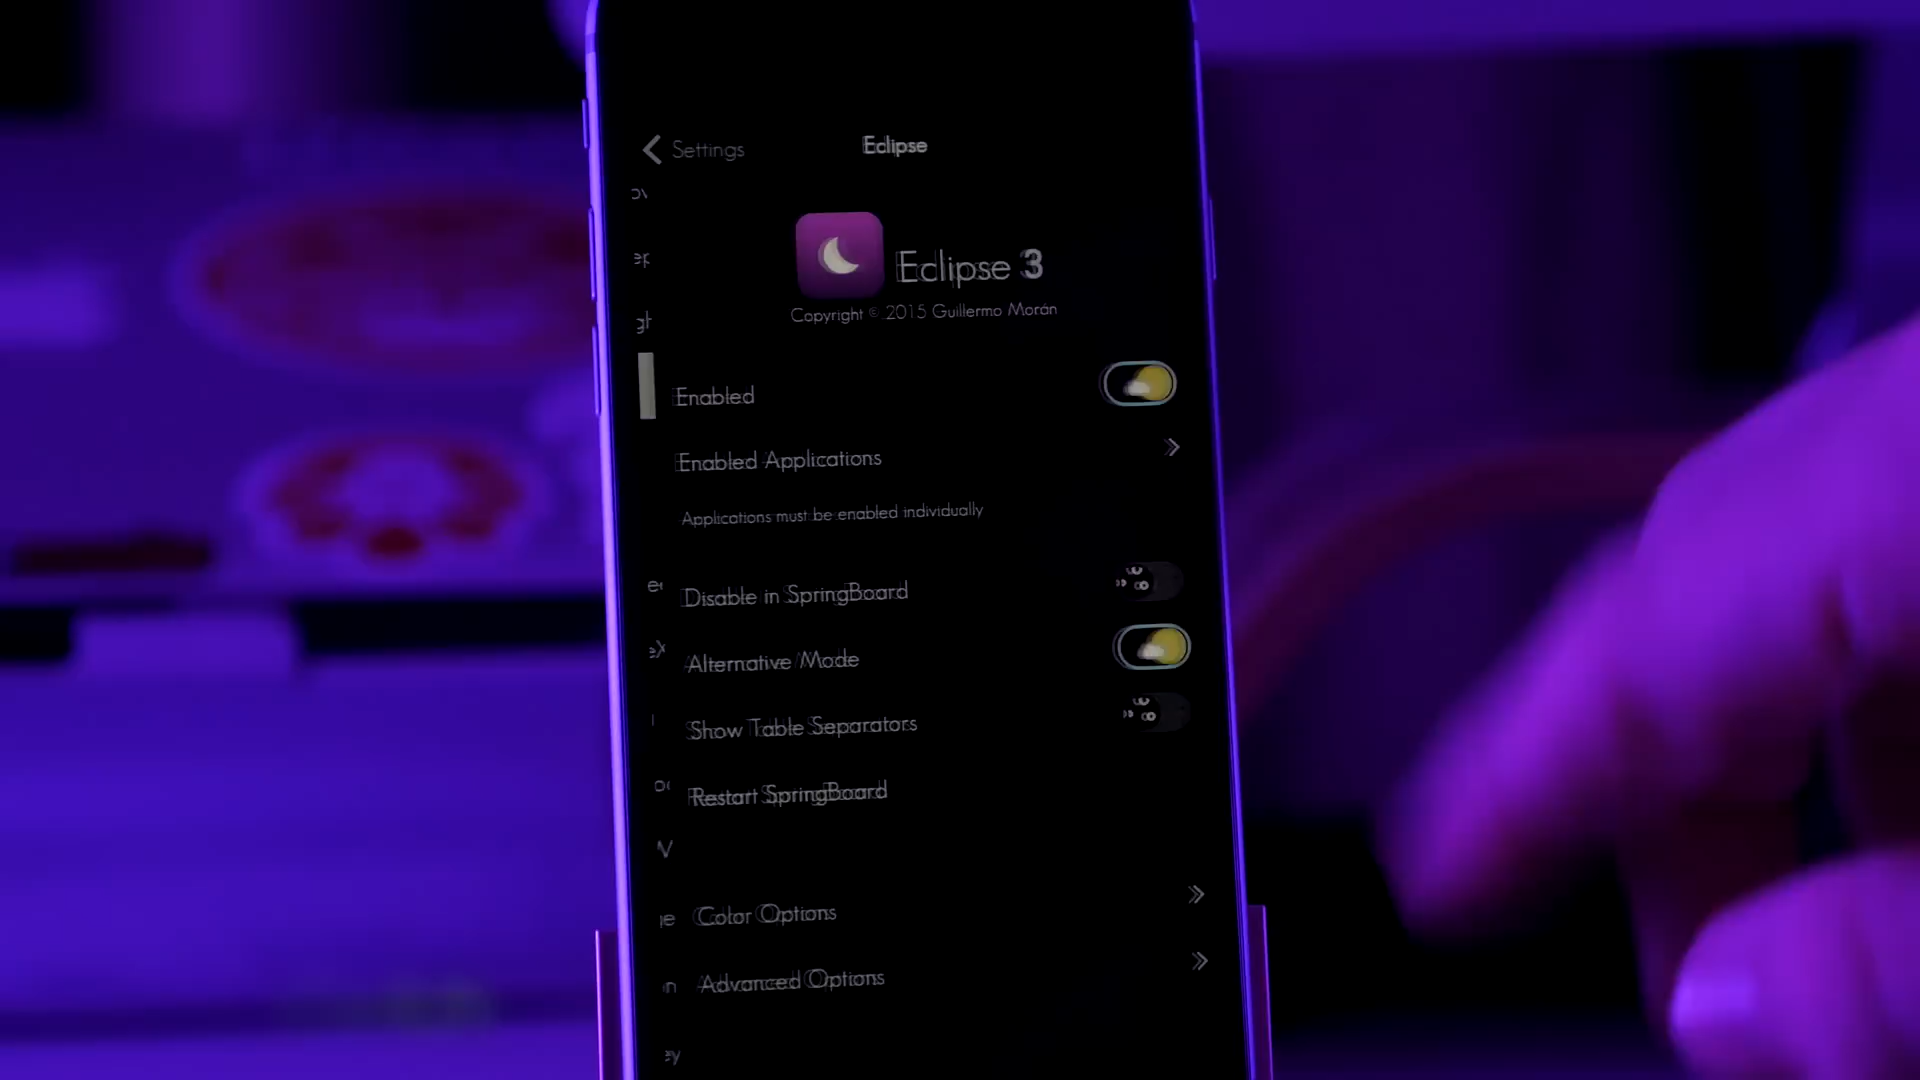 Settings
Eclipse
Eclipse 3
Copyright © 2015 Guillermo Morán
Enabled
Enabled Applications
Applications must be enabled individually
Disable in SpringBoard
Alternative Mode
Show Table Separators
Restart SpringBoard
Color Options
Advanced Options